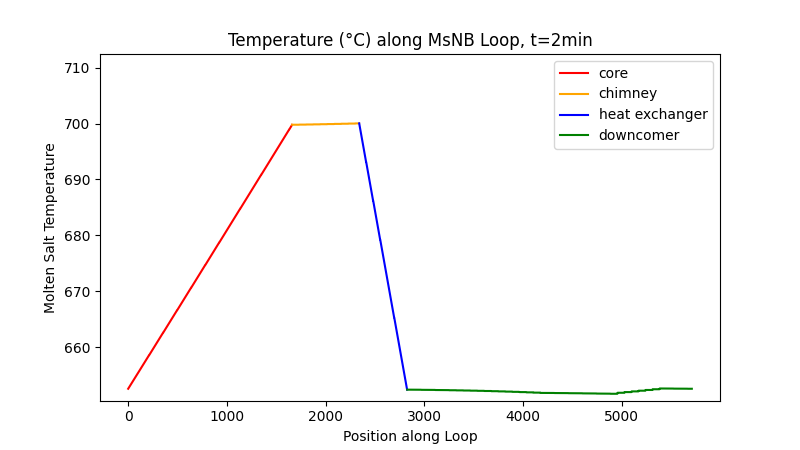 Temperature (°C) along MsNB Loop, t=2min
710
700
690
680
670
660
Molten Salt Temperature
core
chimney
heat exchanger
downcomer
0
1000
2000
3000
4000
5000
Position along Loop